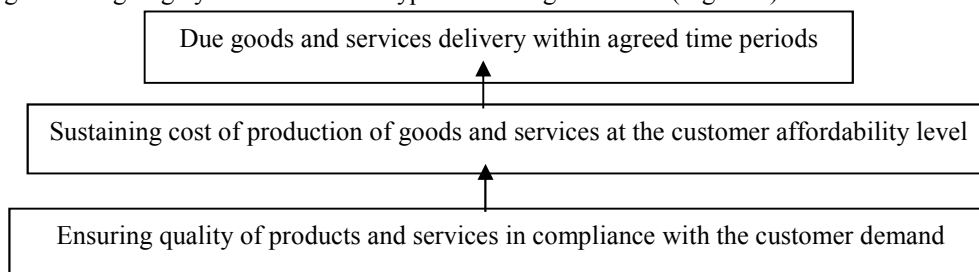 Due goods and services delivery within agreed time periods
Sustaining cost of production of goods and services at the customer affordability level
Ensuring quality of products and services in compliance with the customer demand